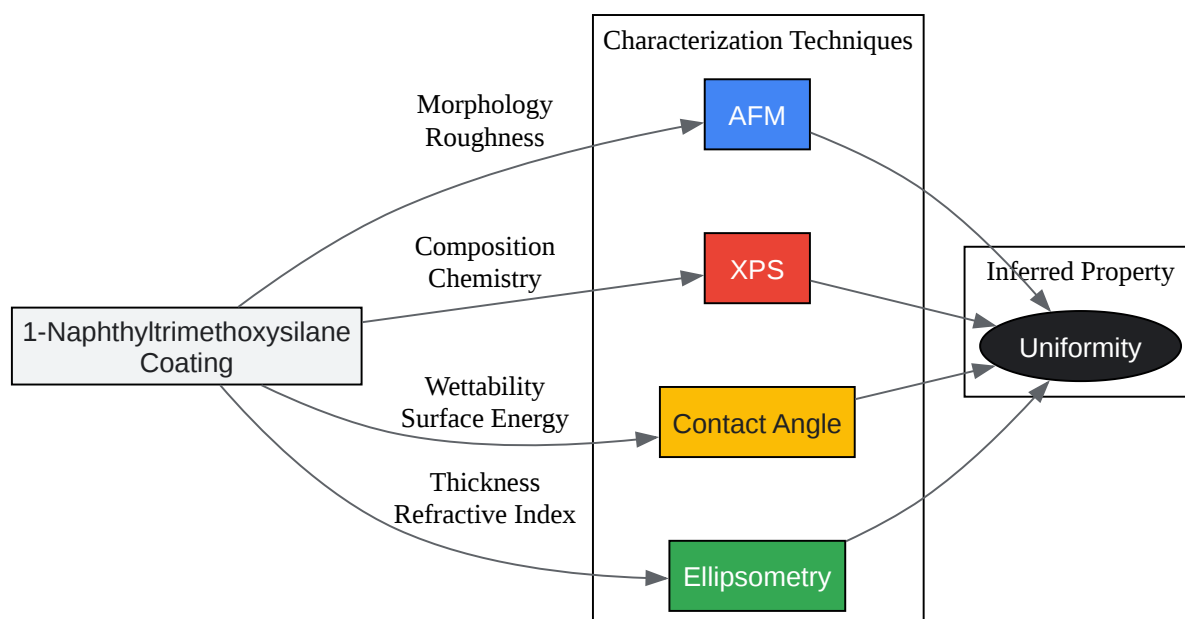 Characterization Techniques
Morphology
Roughness
AFM
Composition
Chemistry
XPS
Inferred Property
1-Naphthyltrimethoxysilane
Coating
Uniformity
Wettability
Surface Energy
Contact Angle
Thickness
Refractive Index
Ellipsometry